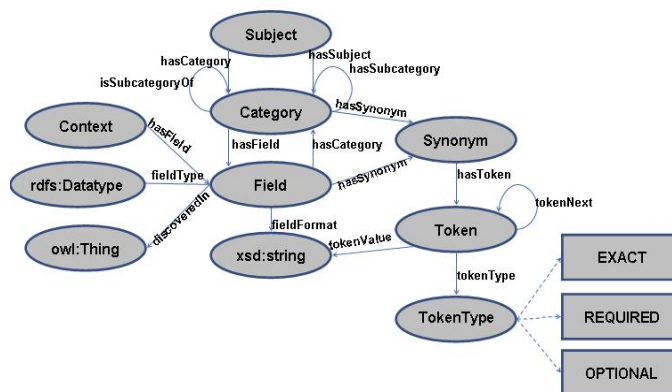 Subject
hasCategory
hasSubject
hasSubcategory
isSubcategoryOf
Category
hasSynonym
Context
hasField
hasField
hasCategory
Synonym
rdfs:Datatype
fieldType
Field
hasSynonym
hasToken
tokenNext
discoveredIn
fieldFormat
owl:Thing
xsd:string
tokenValue
Token
EXACT
tokenType
TokenType
REQUIRED
OPTIONAL